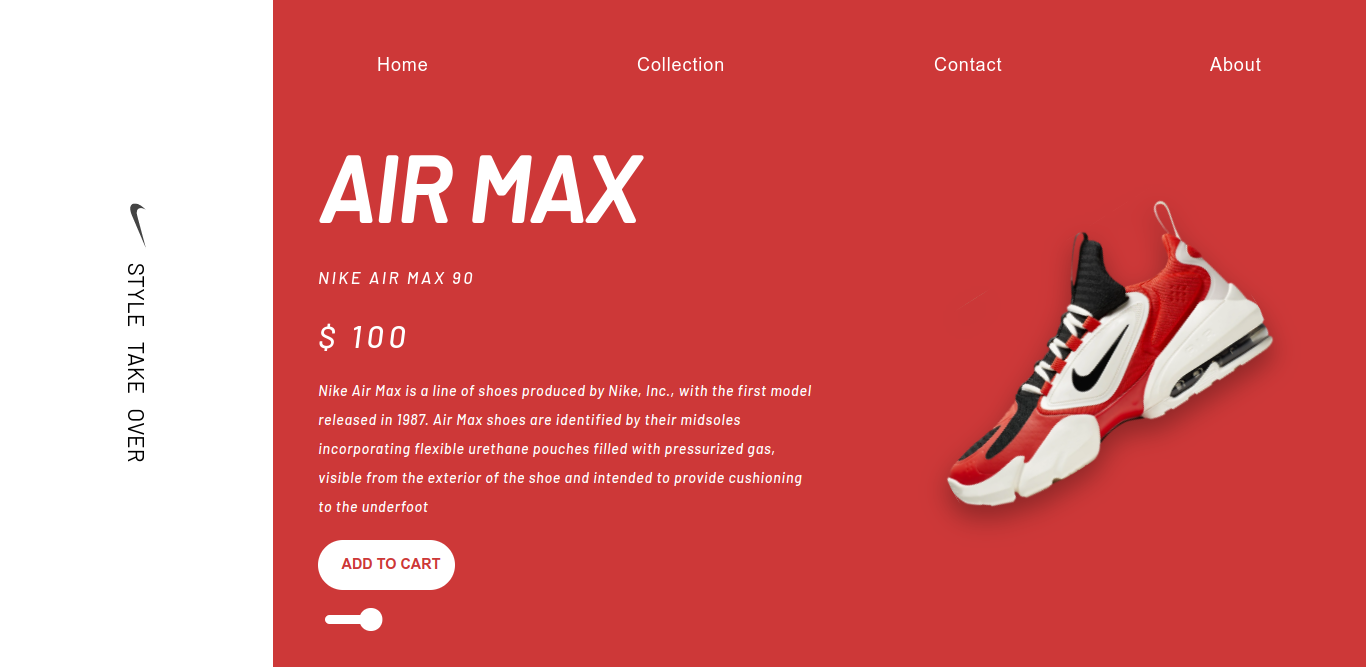 Home Collection Contact About
STYLE TAKE OVER
AIR MAX
NIKE AIR MAX 90
$ 100
Nike Air Max is a line of shoes produced by Nike, Inc., with the first model
released in 1987. Air Max shoes are identified by their midsoles
incorporating flexible urethane pouches filled with pressurized gas,
visible from the exterior of the shoe and intended to provide cushioning
to the underfoot
ADD TO CART